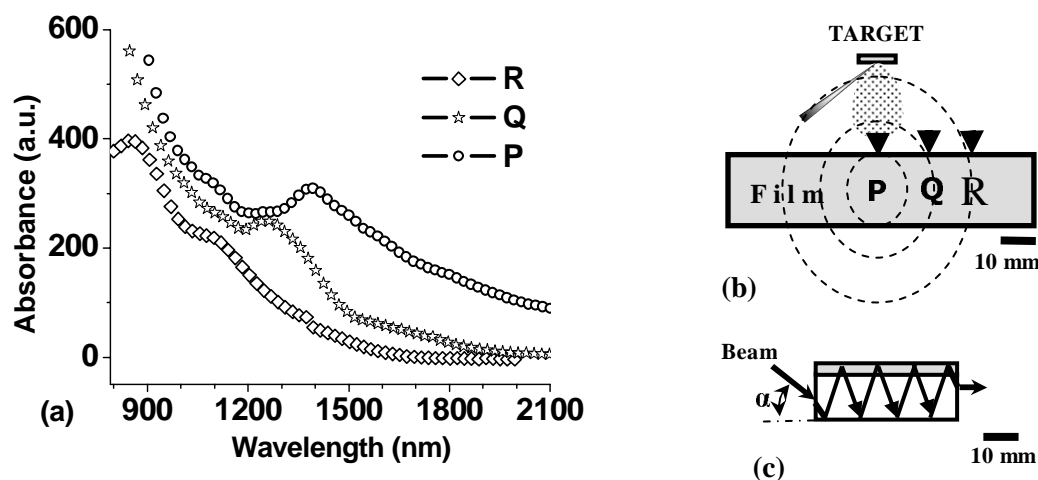 600
400
200
0
Absorbance (a.u.)
R
Q
P
900 1200 1500 1800 2100
Wavelength (nm)
(a)
TARGET
Film P Q R
10 mm
(b)
Beam
α
10 mm
(c)